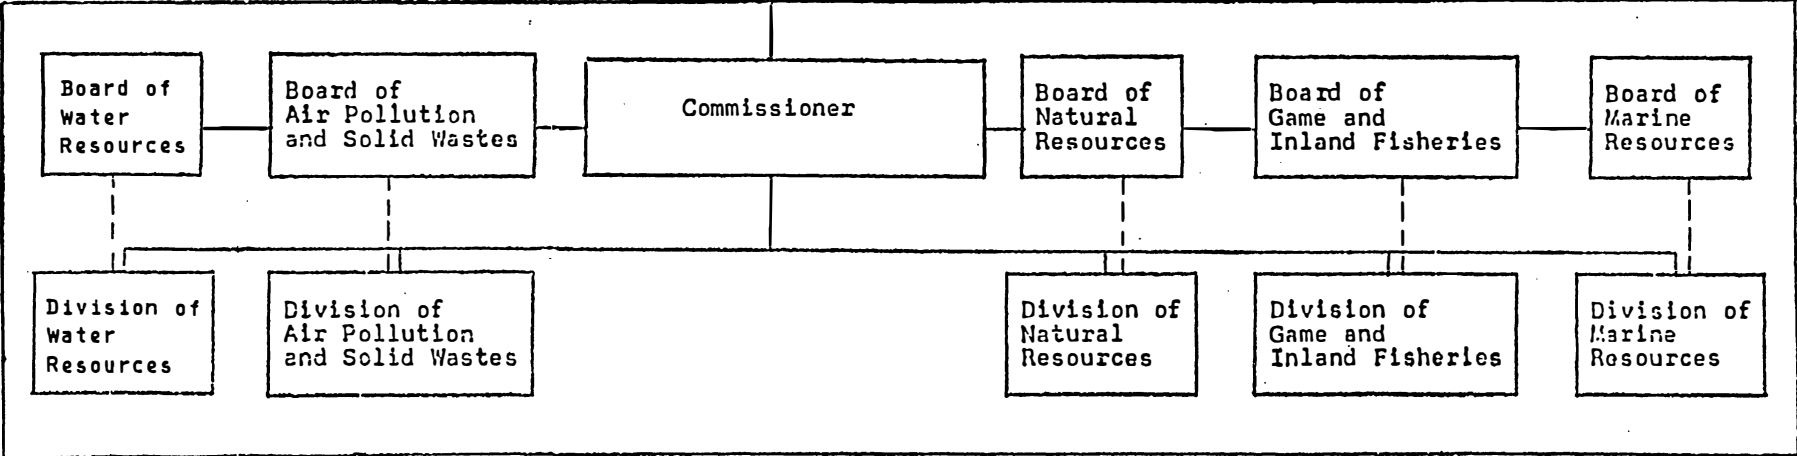 Board of
Water
Resources
Board of
Air Pollution
and Solid Wastes
Commissioner
Board of
Natural
Resources
Board of
Game and
Inland Fisheries
Board of
Marine
Resources
Division of
Water
Resources
Division of
Air Pollution
and Solid Wastes
Division of
Natural
Resources
Division of
Game and
Inland Fisheries
Division of
Marine
Resources